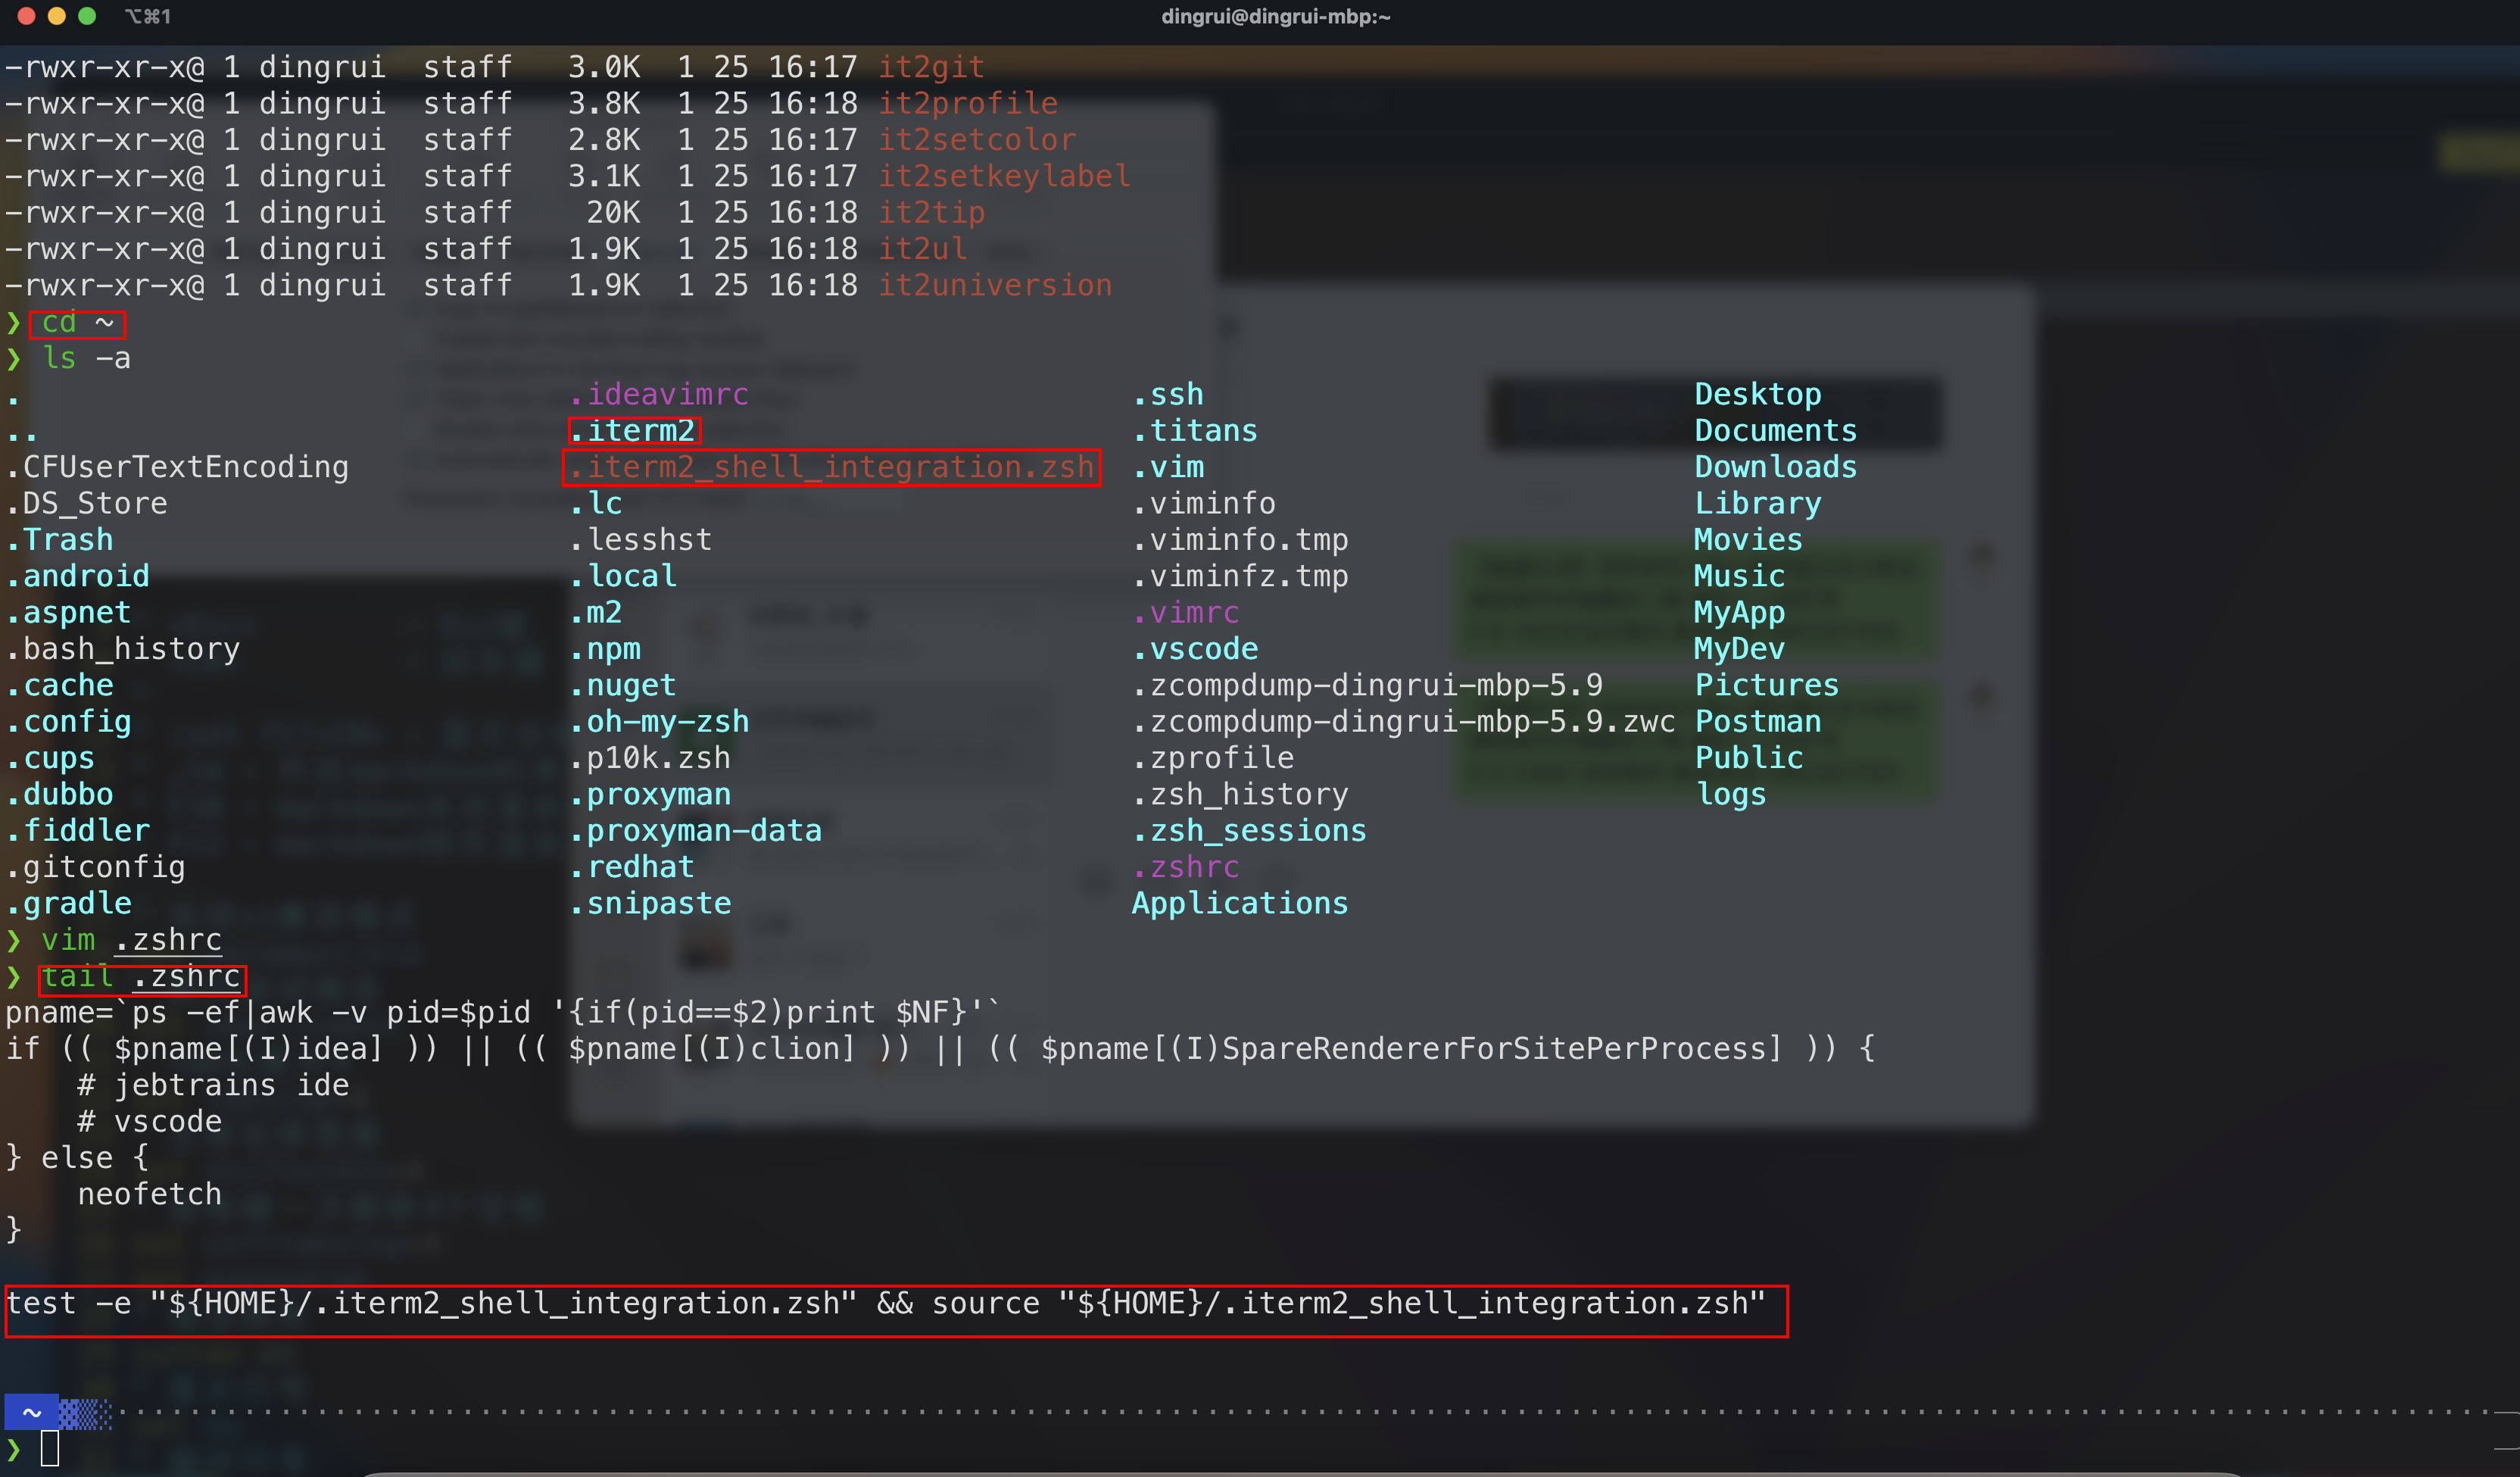 ⌥⌘1 dingrui@dingrui-mbp:~
-rwxr-xr-x@ 1 dingrui  staff   3.0K  1 25 16:17 it2git
-rwxr-xr-x@ 1 dingrui  staff   3.8K  1 25 16:18 it2profile
-rwxr-xr-x@ 1 dingrui  staff   2.8K  1 25 16:17 it2setcolor
-rwxr-xr-x@ 1 dingrui  staff   3.1K  1 25 16:17 it2setkeylabel
-rwxr-xr-x@ 1 dingrui  staff    20K  1 25 16:18 it2tip
-rwxr-xr-x@ 1 dingrui  staff   1.9K  1 25 16:18 it2ul
-rwxr-xr-x@ 1 dingrui  staff   1.9K  1 25 16:18 it2universion
❯ cd ~
❯ ls -a
. .ideavimrc .ssh Desktop
.. .iterm2 .titans Documents
.CFUserTextEncoding .iterm2_shell_integration.zsh .vim Downloads
.DS_Store .lc .viminfo Library
.Trash .lesshst .viminfo.tmp Movies
.android .local .viminfz.tmp Music
.aspnet .m2 .vimrc MyApp
.bash_history .npm .vscode MyDev
.cache .nuget .zcompdump-dingrui-mbp-5.9 Pictures
.config .oh-my-zsh .zcompdump-dingrui-mbp-5.9.zwc Postman
.cups .p10k.zsh .zprofile Public
.dubbo .proxyman .zsh_history logs
.fiddler .proxyman-data .zsh_sessions
.gitconfig .redhat .zshrc
.gradle .snipaste Applications
❯ vim .zshrc
❯ tail .zshrc
pname=`ps -ef|awk -v pid=$pid '{if(pid==$2)print $NF}'`
if (( $pname[(I)idea] )) || (( $pname[(I)clion] )) || (( $pname[(I)SpareRendererForSitePerProcess] )) {
    # jebtrains ide
    # vscode
} else {
    neofetch
}
test -e "${HOME}/.iterm2_shell_integration.zsh" && source "${HOME}/.iterm2_shell_integration.zsh"
~
❯